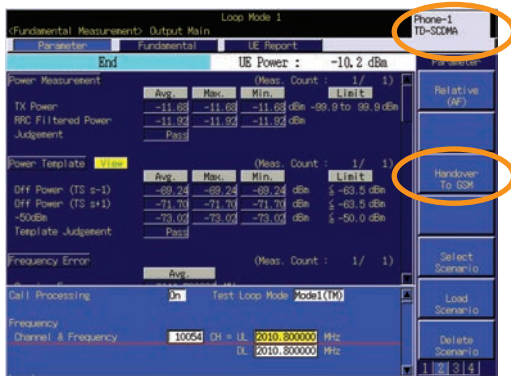 Loop Mode 1
<Fundamental Measurement> Output Main
Phone-1
TD-SCDMA
Parameter Fundamental UE Report
End UE Power : -10.2 dBm
Parameter
Power Measurement (Meas. Count : 1/ 1)
Avg. Max. Min. Limit
TX Power -11.68 -11.68 -11.68 dBm -99.9 to 99.9 dBm
RRC Filtered Power -11.92 -11.92 -11.92 dBm
Judgement Pass
Relative
(AF)
Power Template View (Meas. Count : 1/ 1)
Avg. Max. Min. Limit
Off Power (TS s-1) -69.24 -69.24 -69.24 dBm ≦ -63.5 dBm
Off Power (TS s+1) -71.70 -71.70 -71.70 dBm ≦ -63.5 dBm
-50dBm -73.02 -73.02 -73.02 dBm ≦ -50.0 dBm
Template Judgement Pass
Handover
To GSM
Frequency Error (Meas. Count : 1/ 1)
Avg.
Select
Scenario
Call Processing On Test Loop Mode Mode1(TM)
Load
Scenario
Frequency
Channel & Frequency 10054 CH = UL 2010.800000 MHz
DL 2010.800000 MHz
Delete
Scenario
1 2 3 4